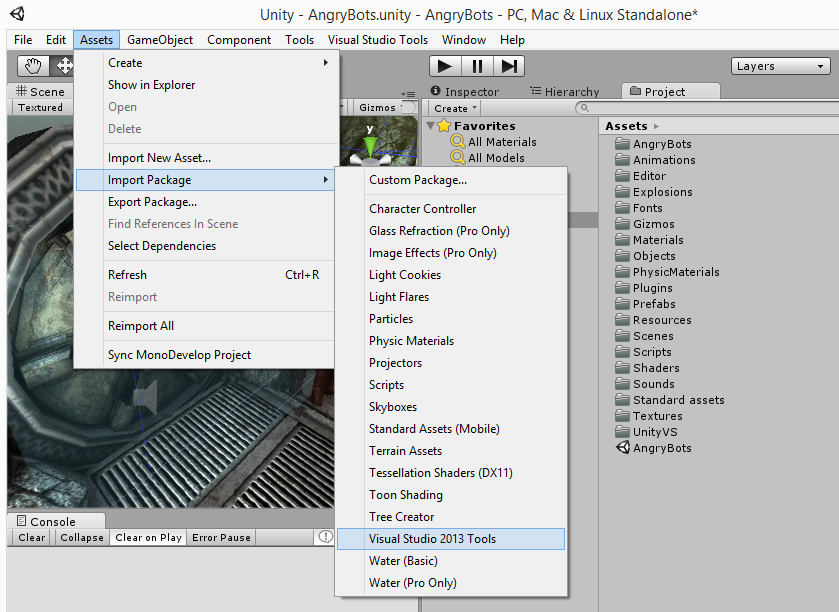 Unity - AngryBots.unity - AngryBots - PC, Mac & Linux Standalone*
File Edit Assets GameObject Component Tools Visual Studio Tools Window Help
Layers
Scene
Textured
Gizmos
y
Create
Show in Explorer
Open
Delete
Import New Asset...
Import Package
Export Package...
Find References In Scene
Select Dependencies
Refresh Ctrl+R
Reimport
Reimport All
Sync MonoDevelop Project
Custom Package...
Character Controller
Glass Refraction (Pro Only)
Image Effects (Pro Only)
Light Cookies
Light Flares
Particles
Physic Materials
Projectors
Scripts
Skyboxes
Standard Assets (Mobile)
Terrain Assets
Tessellation Shaders (DX11)
Toon Shading
Tree Creator
Visual Studio 2013 Tools
Water (Basic)
Water (Pro Only)
Inspector Hierarchy Project
Create
Favorites
All Materials
All Models
Assets
AngryBots
Animations
Editor
Explosions
Fonts
Gizmos
Materials
Objects
PhysicMaterials
Plugins
Prefabs
Resources
Scenes
Scripts
Shaders
Sounds
Standard assets
Textures
UnityVS
AngryBots
Console
Clear Collapse Clear on Play Error Pause